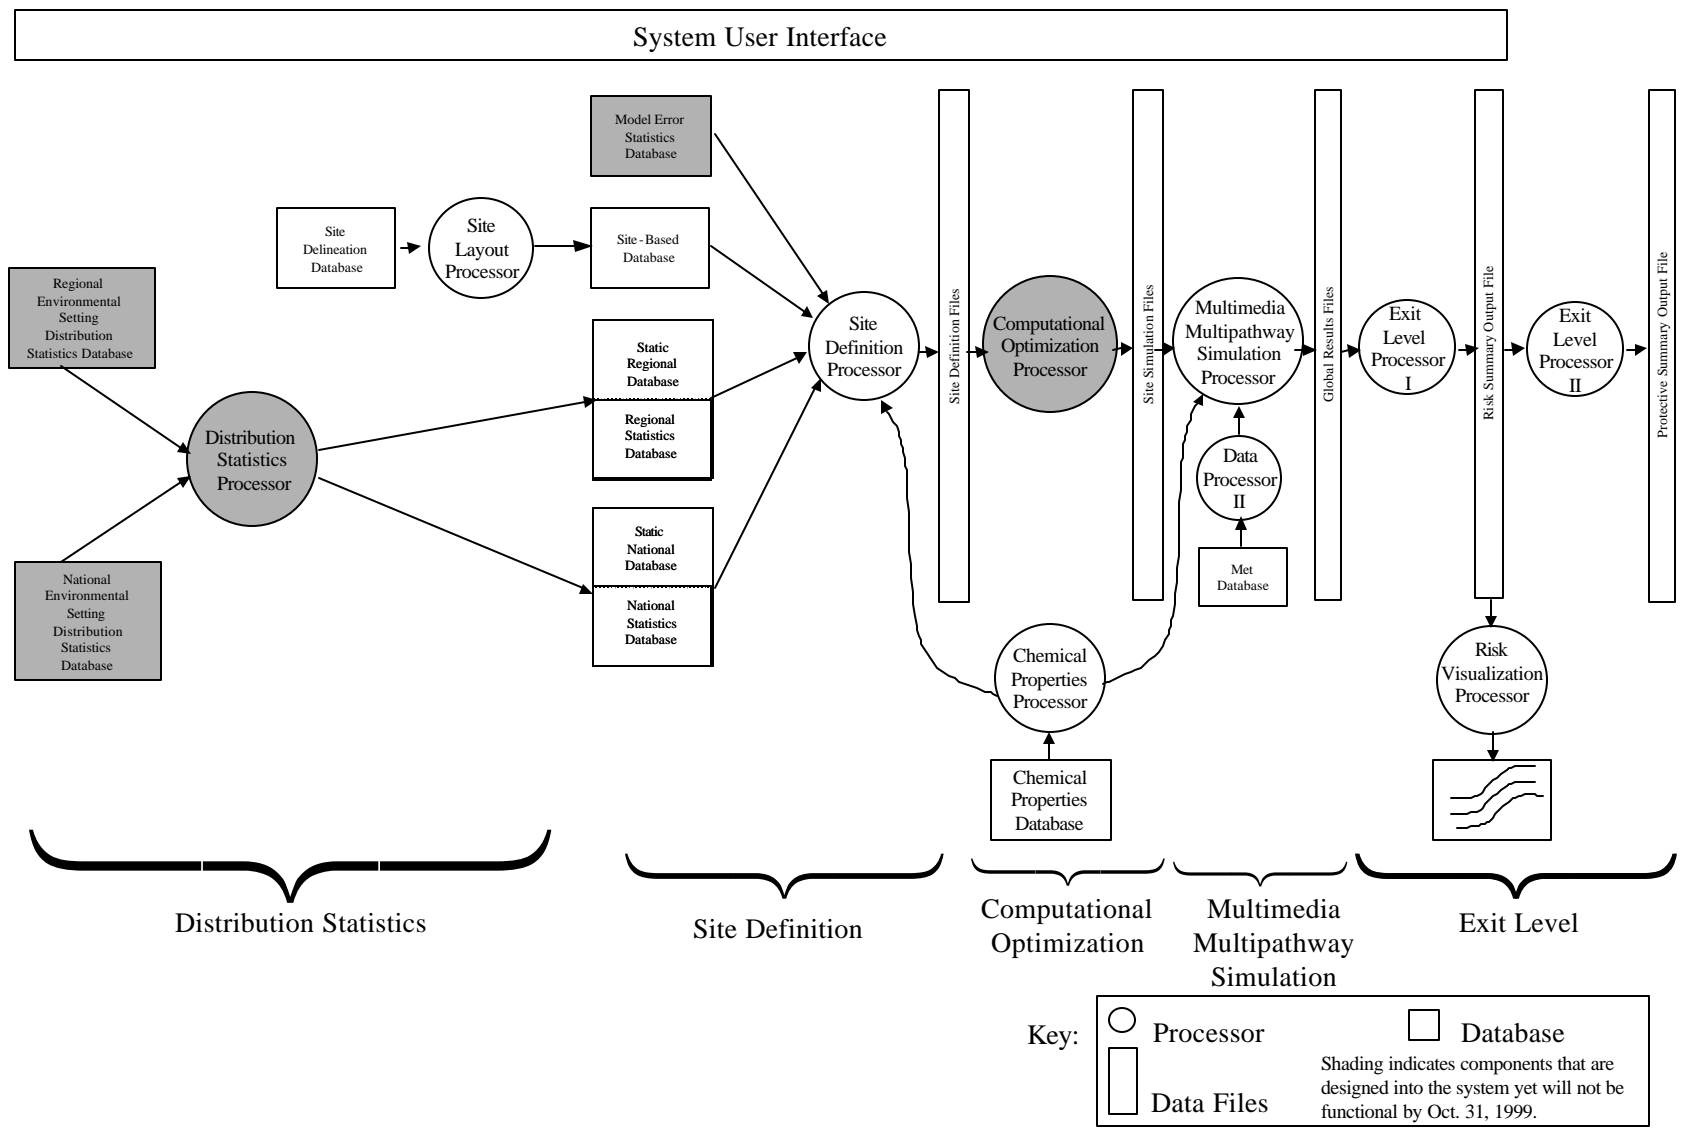 System User Interface
Model Error
Statistics
Database
Site
Delineation
Database
Site
Layout
Processor
Site-Based
Database
Regional
Environmental
Setting
Distribution
Statistics Database
Distribution
Statistics
Processor
National
Environmental
Setting
Distribution
Statistics
Database
Static
Regional
Database
Regional
Statistics
Database
Static
National
Database
National
Statistics
Database
Site
Definition
Processor
Site Definition Files
Computational
Optimization
Processor
Site Simulation Files
Multimedia
Multipathway
Simulation
Processor
Data
Processor
II
Met
Database
Global Results Files
Exit
Level
Processor
I
Risk Summary Output File
Exit
Level
Processor
II
Protective Summary Output File
Chemical
Properties
Processor
Chemical
Properties
Database
Risk
Visualization
Processor
Distribution Statistics
Site Definition
Computational
Optimization
Multimedia
Multipathway
Simulation
Exit Level
Key:
Processor
Database
Data Files
Shading indicates components that are
designed into the system yet will not be
functional by Oct. 31, 1999.